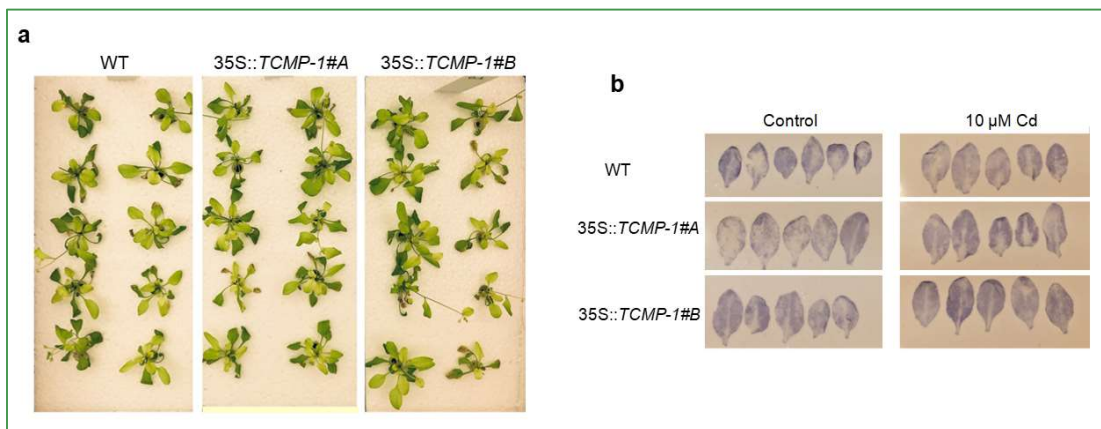 a
WT 35S::TCMP-1#A 35S::TCMP-1#B
b
Control 10 µM Cd
WT
35S::TCMP-1#A
35S::TCMP-1#B